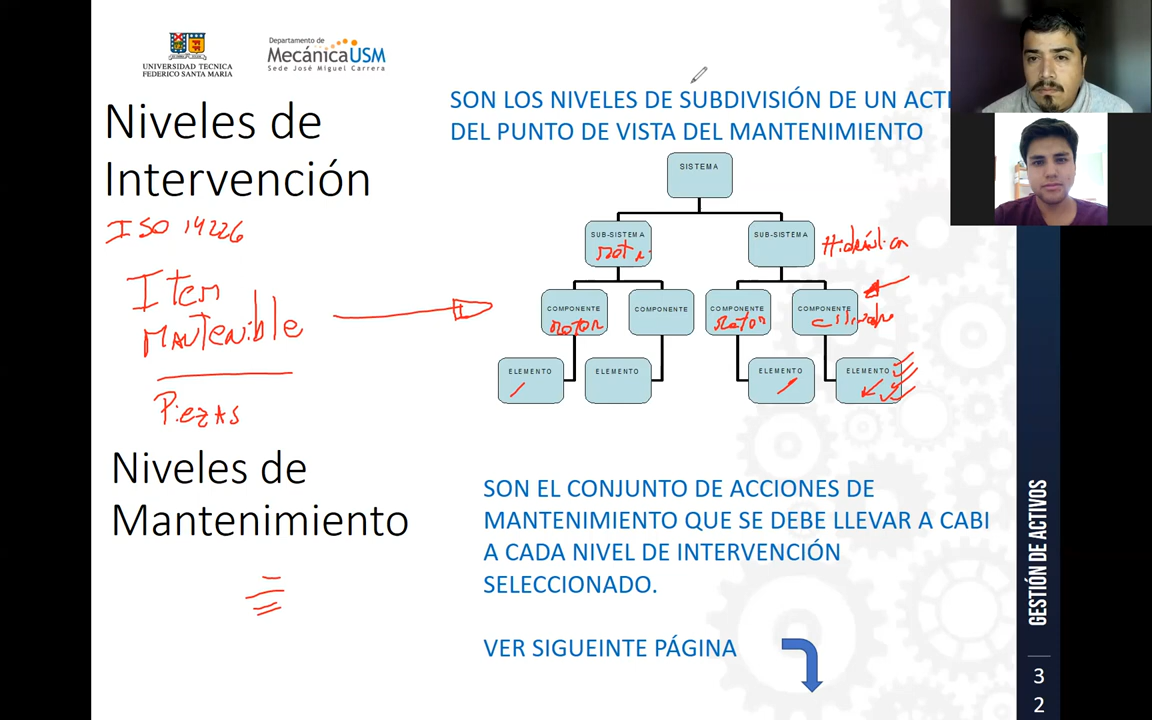 UNIVERSIDAD TECNICA
FEDERICO SANTA MARIA
Departamento de
MecánicaUSM
Sede José Miguel Carrera
Niveles de
Intervención
ISO 14226
Item
Mantenible
Piezas
SON LOS NIVELES DE SUBDIVISIÓN DE UN ACTI
DEL PUNTO DE VISTA DEL MANTENIMIENTO
SISTEMA
SUB-SISTEMA
SUB-SISTEMA
COMPONENTE
motor
COMPONENTE
COMPONENTE
motor
COMPONENTE
ELEMENTO
ELEMENTO
ELEMENTO
ELEMENTO
Niveles de
Mantenimiento
SON EL CONJUNTO DE ACCIONES DE
MANTENIMIENTO QUE SE DEBE LLEVAR A CABI
A CADA NIVEL DE INTERVENCIÓN
SELECCIONADO.
VER SIGUEINTE PÁGINA
GESTIÓN DE ACTIVOS
3
2